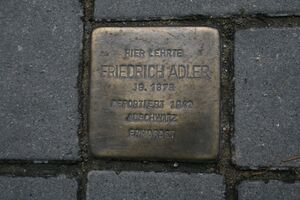 HIER LEHRTE
FRIEDRICH ADLER
JG. 1878
DEPORTIERT 1942
AUSCHWITZ
ERMORDET